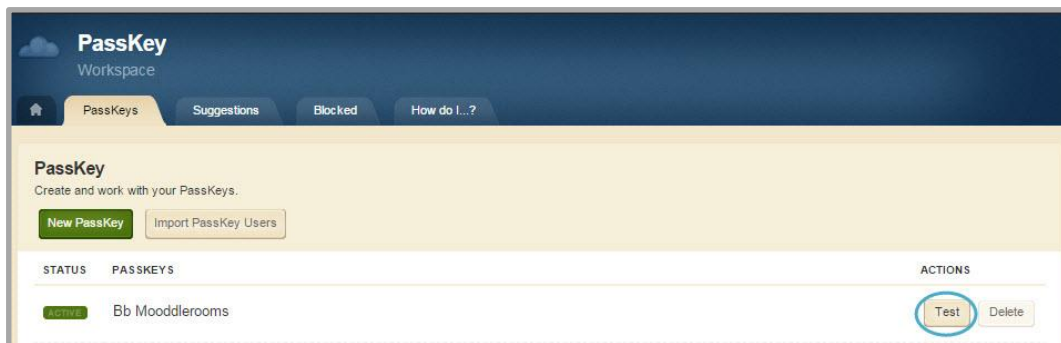 PassKey
Workspace
PassKeys Suggestions Blocked How do I...?
PassKey
Create and work with your PassKeys.
New PassKey Import PassKey Users
STATUS PASSKEYS ACTIONS
ACTIVE Bb Mooddlerooms Test Delete